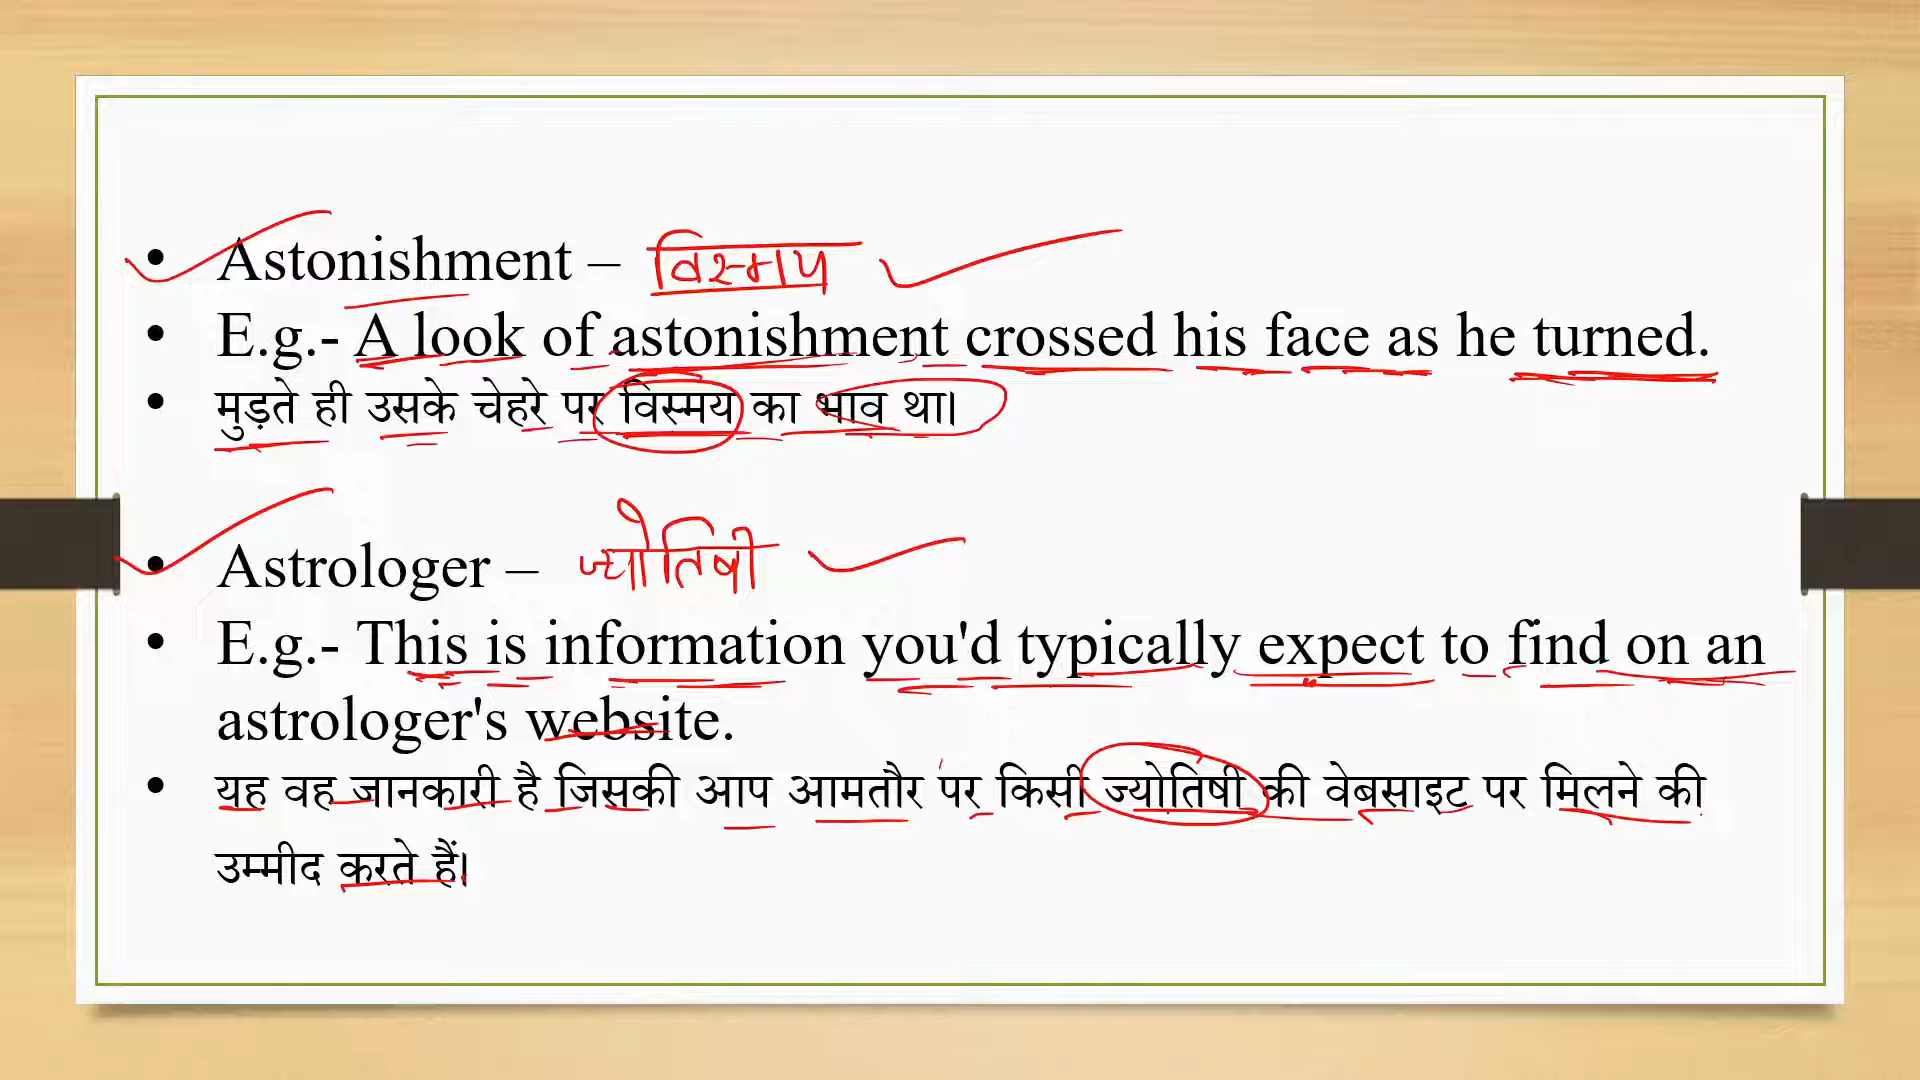 • Astonishment – विस्मय
• E.g.- A look of astonishment crossed his face as he turned.
• मुड़ते ही उसके चेहरे पर विस्मय का भाव था।
• Astrologer – ज्योतिषी
• E.g.- This is information you'd typically expect to find on an
astrologer's website.
• यह वह जानकारी है जिसकी आप आमतौर पर किसी ज्योतिषी की वेबसाइट पर मिलने की
उम्मीद करते हैं।